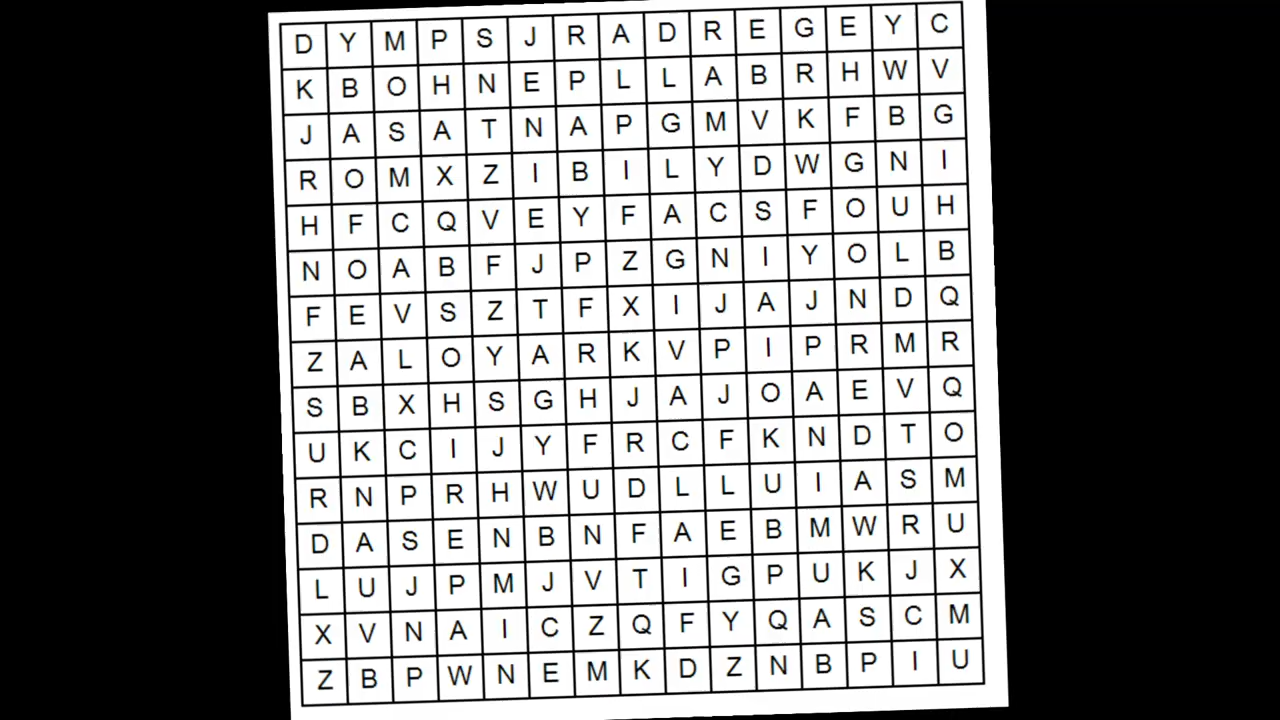 D Y M P S J R A D R E G E Y C
K B O H N E P L L A B R H W V
J A S A T N A P G M V K F B G
R O M X Z I B I L Y D W G N I
H F C Q V E Y F A C S F O U H
N O A B F J P Z G N I Y O L B
F E V S Z T F X I J A J N D Q
Z A L O Y A R K V P I P R M R
S B X H S G H J A J O A E V Q
U K C I J Y F R C F K N D T O
R N P R H W U D L L U I A S M
D A S E N B N F A E B M W R U
L U J P M J V T I G P U K J X
X V N A I C Z Q F Y Q A S C M
Z B P W N E M K D Z N B P I U